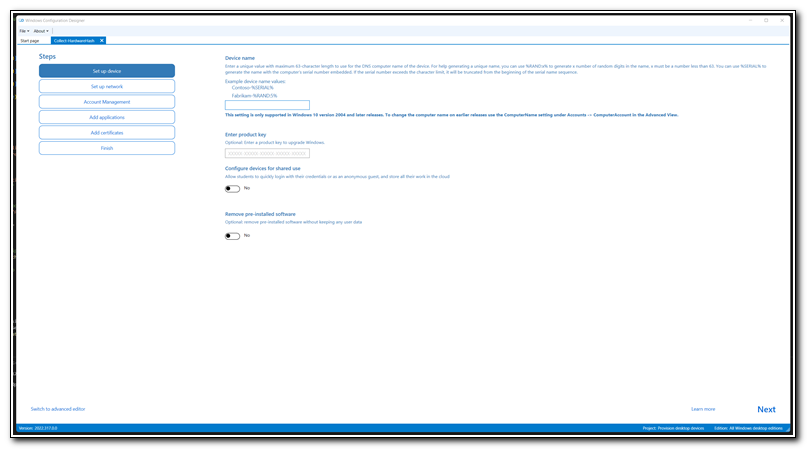 Windows Configuration Designer
File
About
Start page
Collect-HardwareHash
Steps
Set up device
Set up network
Account Management
Add applications
Add certificates
Finish
Device name
Enter a unique value with maximum 63 character length to use for the DNS computer name of the device. For help generating a unique name, you can use %RAND:x% to generate x number of random digits in the name. x must be a number less than 63. You can use %SERIAL% to
generate the name with the computer's serial number embedded. If the serial number exceeds the character limit, it will be truncated from the beginning of the serial name sequence.
Example device name values:
Contoso-%SERIAL%
Fabrikam-%RAND:5%
This setting is only supported in Windows 10 version 2004 and later releases. To change the computer name on earlier releases use the ComputerName setting under Accounts -> ComputerAccount in the Advanced View.
Enter product key
Optional: Enter a product key to upgrade Windows
Configure devices for shared use
Allow students to quickly login with their credentials or as an anonymous guest, and store all their work in the cloud
No
Remove pre-installed software
Optional: remove pre-installed software without keeping any user data
No
Switch to advanced editor
Learn more
Next
Project: Provision desktop devices
Edition: All Windows desktop editions